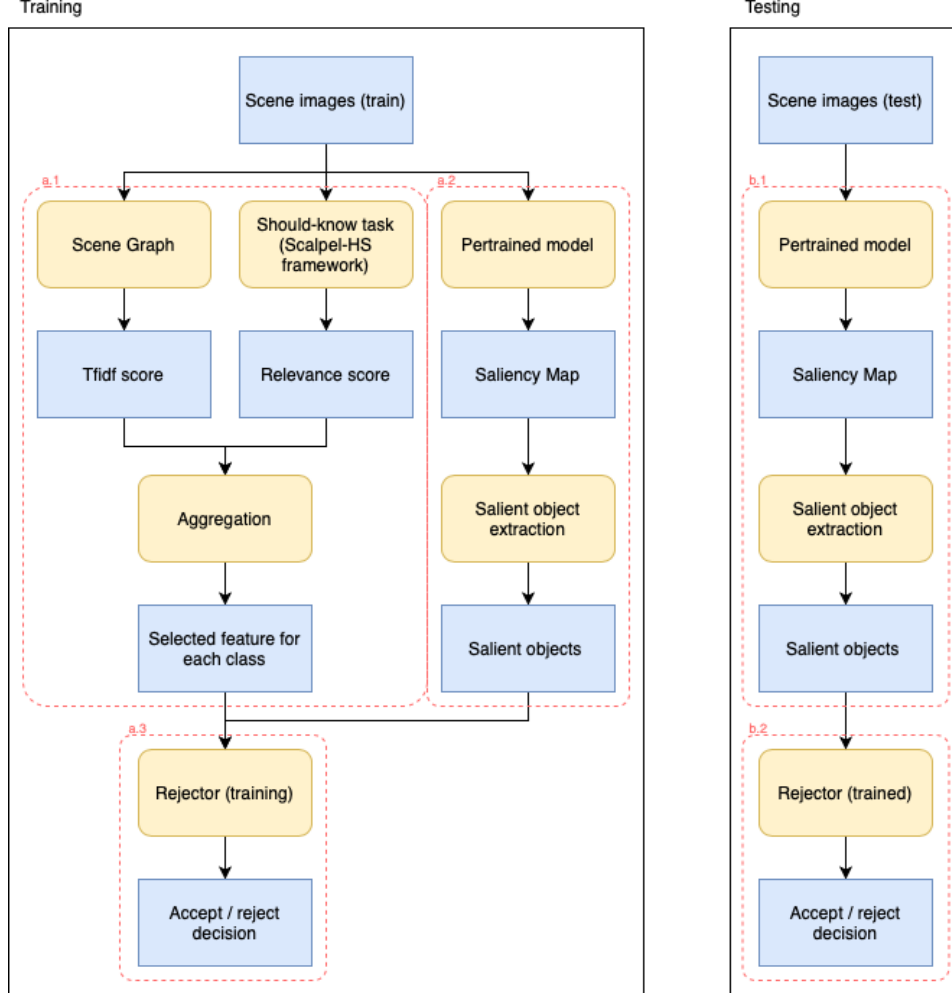 Training
Testing
Scene images (train)
Scene images (test)
a.1
a.2
b.1
Scene Graph
Should-know task
(Scalpel-HS
framework)
Pertrained model
Pertrained model
Tfidf score
Relevance score
Saliency Map
Saliency Map
Aggregation
Salient object
extraction
Salient object
extraction
Selected feature for
each class
Salient objects
Salient objects
a.3
b.2
Rejector (training)
Rejector (trained)
Accept / reject
decision
Accept / reject
decision